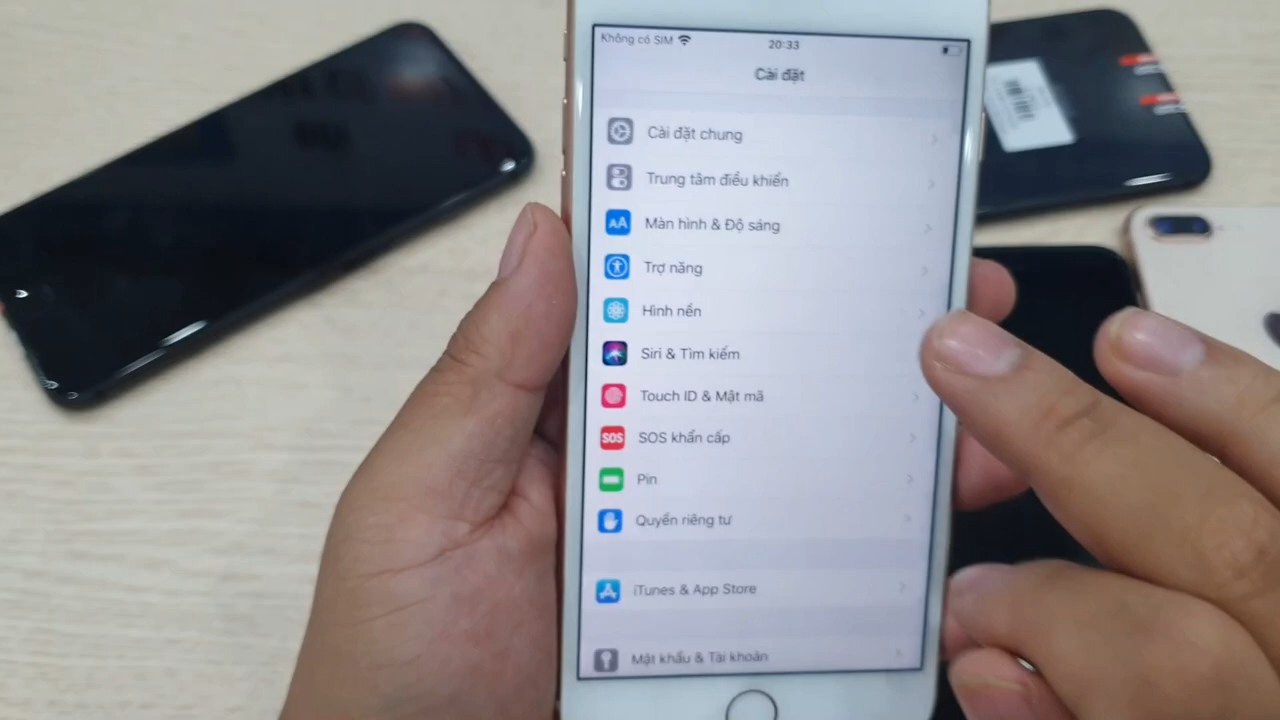 Không có SIM
20:33
Cài đặt
Cài đặt chung
Trung tâm điều khiển
AA Màn hình & Độ sáng
Trợ năng
Hình nền
Siri & Tìm kiếm
Touch ID & Mật mã
SOS SOS khẩn cấp
Pin
Quyền riêng tư
iTunes & App Store
Mật khẩu & Tài khoản